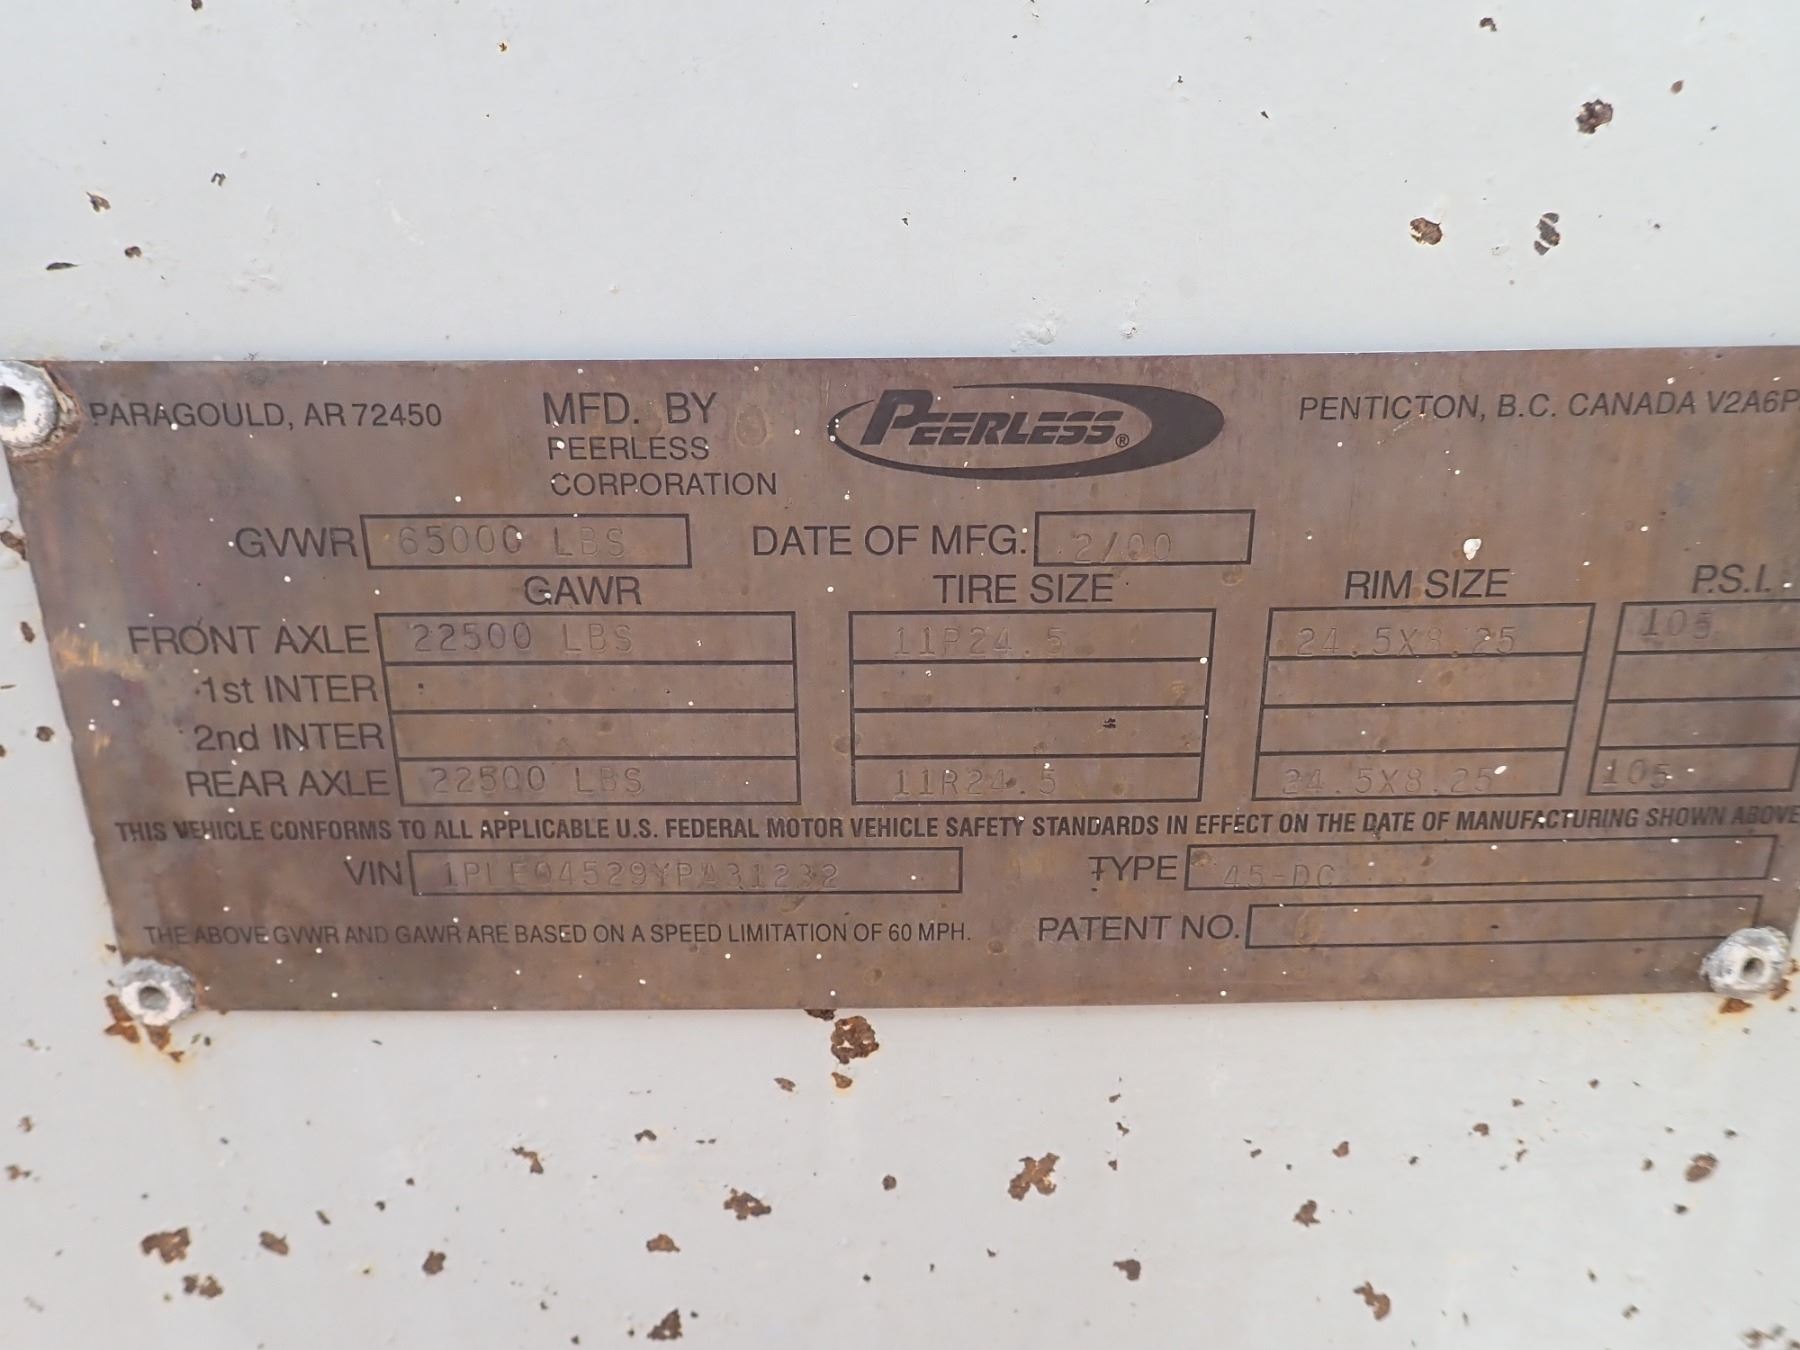 PARAGOULD, AR 72450 MFD. BY PEERLESS® PENTICTON, B.C. CANADA V2A6P
PEERLESS
CORPORATION
GVWR 65000 LBS DATE OF MFG. 2/00
GAWR TIRE SIZE RIM SIZE P.S.I.
FRONT AXLE 22500 LBS 11R24.5 24.5X8.25 105
1st INTER
2nd INTER
REAR AXLE 22500 LBS 11R24.5 24.5X8.25 105
THIS VEHICLE CONFORMS TO ALL APPLICABLE U.S. FEDERAL MOTOR VEHICLE SAFETY STANDARDS IN EFFECT ON THE DATE OF MANUFACTURING SHOWN ABOVE
VIN 1PLE04529YPA31232 TYPE 45-DC
THE ABOVE GVWR AND GAWR ARE BASED ON A SPEED LIMITATION OF 60 MPH. PATENT NO.